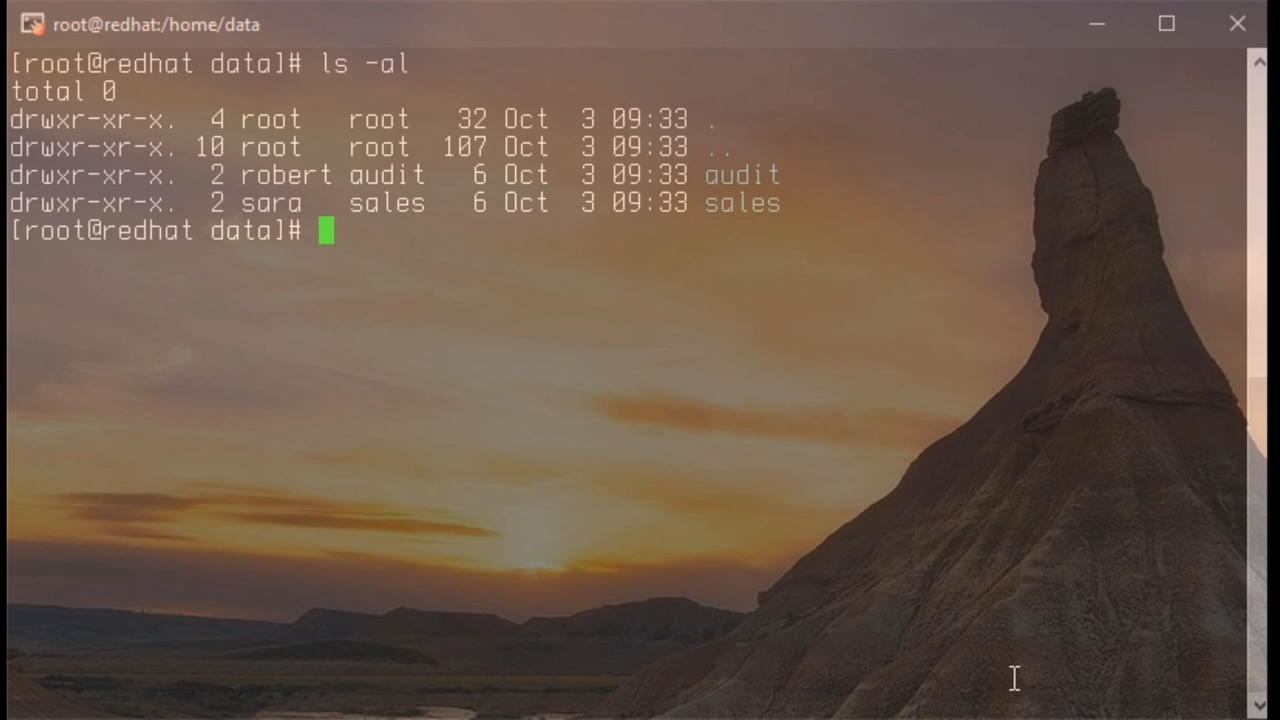 root@redhat:/home/data
[root@redhat data]# ls -al
total 0
drwxr-xr-x.  4 root   root   32 Oct  3 09:33 .
drwxr-xr-x. 10 root   root  107 Oct  3 09:33 ..
drwxr-xr-x.  2 robert audit   6 Oct  3 09:33 audit
drwxr-xr-x.  2 sara   sales   6 Oct  3 09:33 sales
[root@redhat data]#